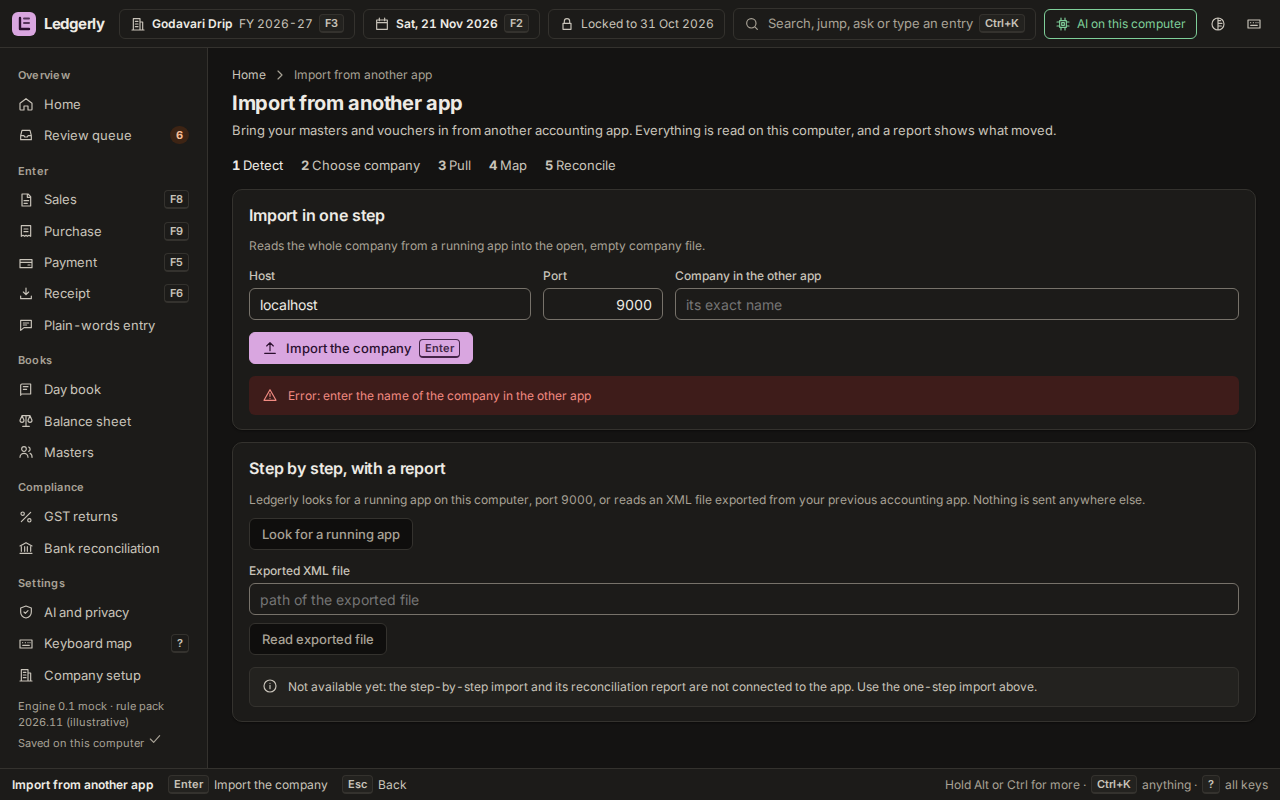 Ledgerly
Godavari Drip FY 2026-27 F3
Sat, 21 Nov 2026 F2
Locked to 31 Oct 2026
Search, jump, ask or type an entry Ctrl+K
AI on this computer
Overview
Home
Review queue 6
Enter
Sales F8
Purchase F9
Payment F5
Receipt F6
Plain-words entry
Books
Day book
Balance sheet
Masters
Compliance
GST returns
Bank reconciliation
Settings
AI and privacy
Keyboard map ?
Company setup
Engine 0.1 mock · rule pack
2026.11 (illustrative)
Saved on this computer
Home > Import from another app
Import from another app
Bring your masters and vouchers in from another accounting app. Everything is read on this computer, and a report shows what moved.
1 Detect 2 Choose company 3 Pull 4 Map 5 Reconcile
Import in one step
Reads the whole company from a running app into the open, empty company file.
Host Port Company in the other app
localhost 9000 its exact name
Import the company Enter
Error: enter the name of the company in the other app
Step by step, with a report
Ledgerly looks for a running app on this computer, port 9000, or reads an XML file exported from your previous accounting app. Nothing is sent anywhere else.
Look for a running app
Exported XML file
path of the exported file
Read exported file
Not available yet: the step-by-step import and its reconciliation report are not connected to the app. Use the one-step import above.
Import from another app Enter Import the company Esc Back
Hold Alt or Ctrl for more · Ctrl+K anything · ? all keys